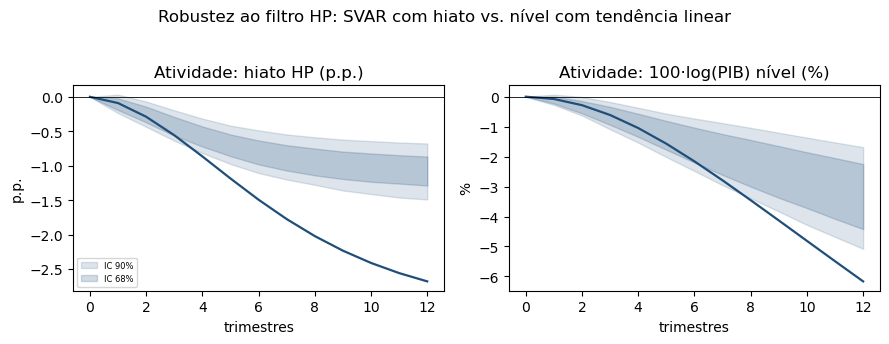 Robustez ao filtro HP: SVAR com hiato vs. nível com tendência linear
Atividade: hiato HP (p.p.)
p.p.
0.0
−0.5
−1.0
−1.5
−2.0
−2.5
IC 90%
IC 68%
0 2 4 6 8 10 12
trimestres
Atividade: 100·log(PIB) nível (%)
%
0
−1
−2
−3
−4
−5
−6
0 2 4 6 8 10 12
trimestres